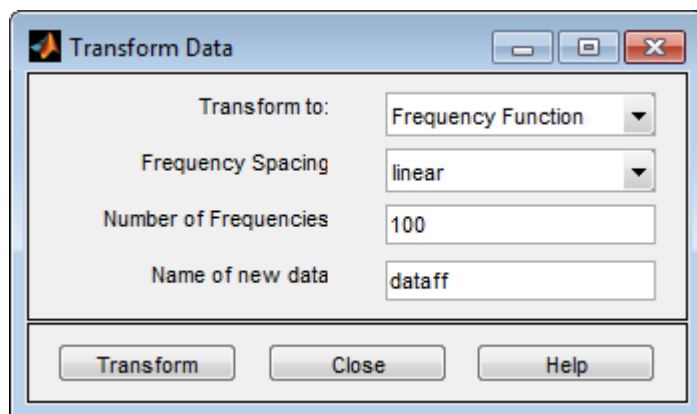 Transform Data
Transform to: Frequency Function
Frequency Spacing linear
Number of Frequencies 100
Name of new data dataff
Transform Close Help